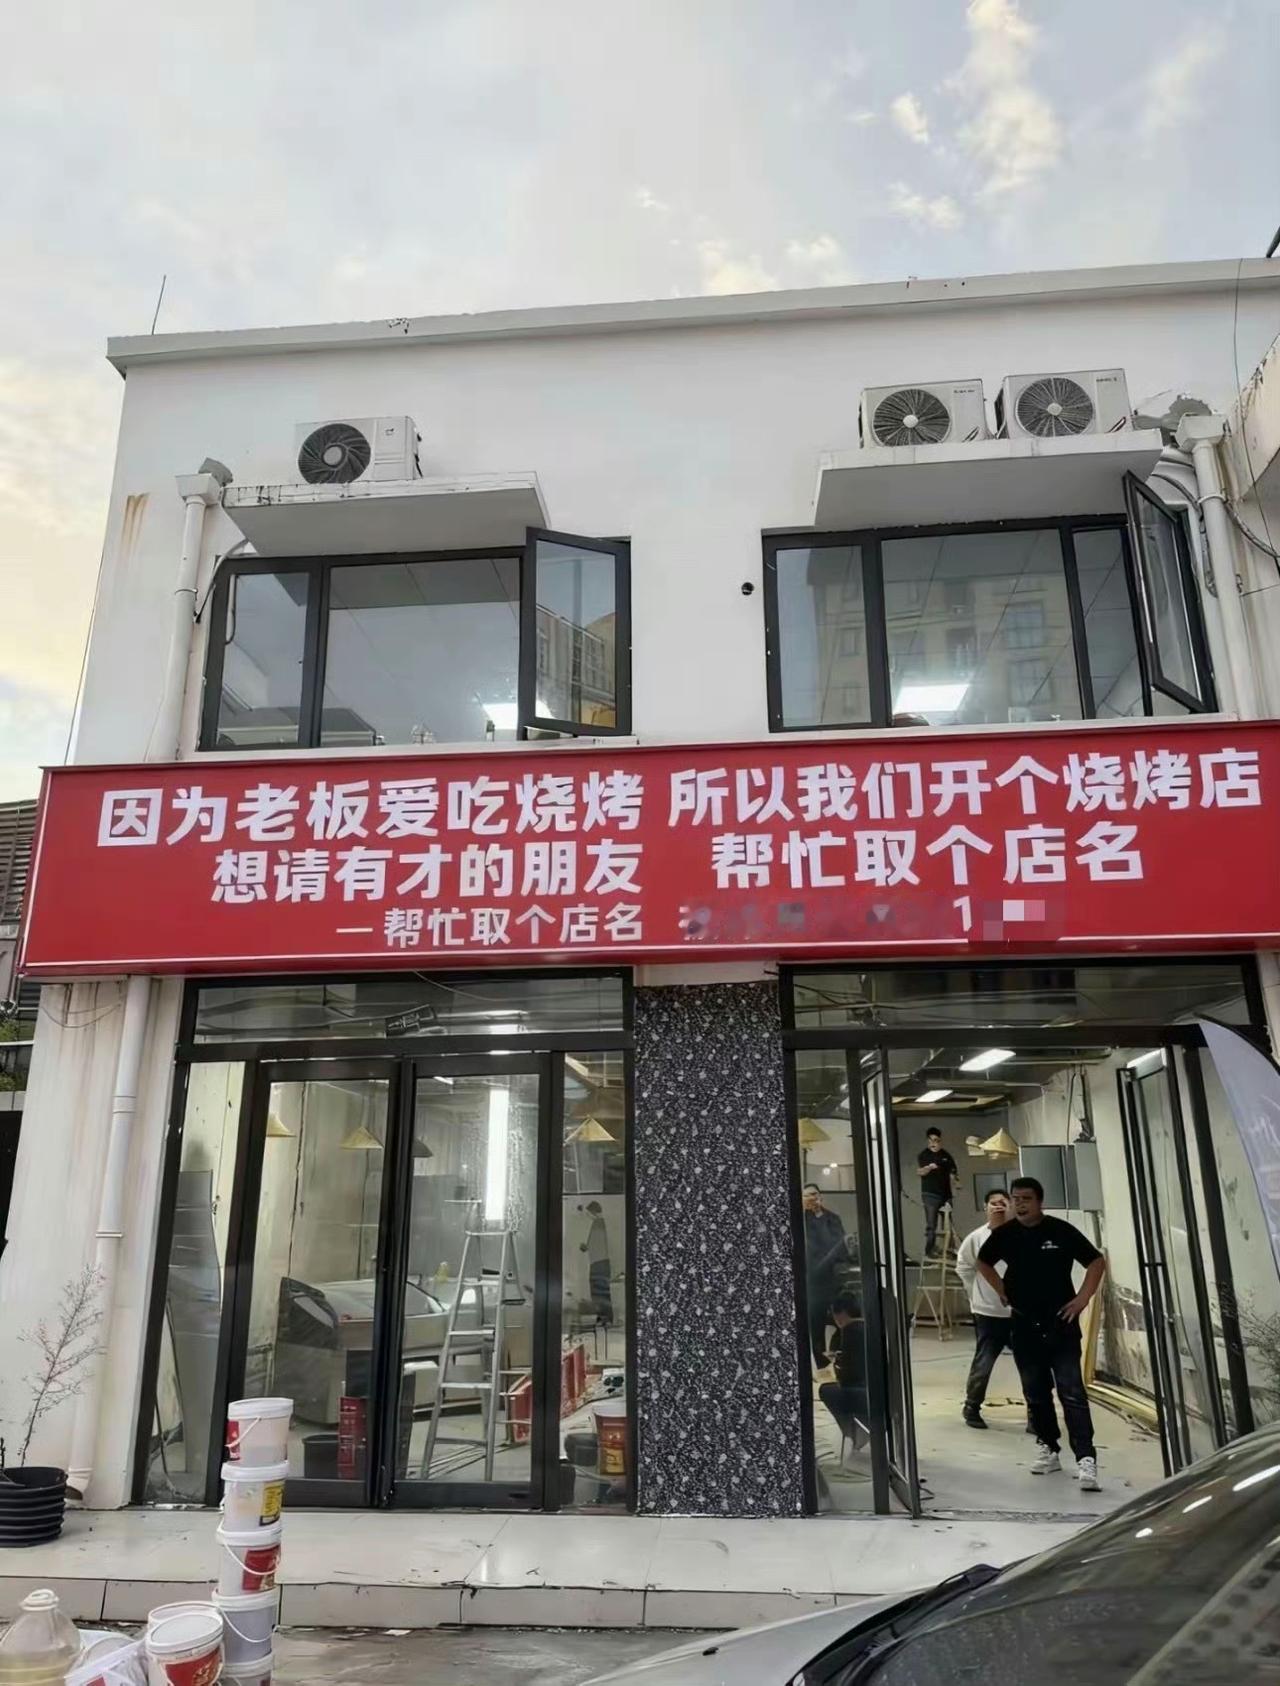 因为老板爱吃烧烤 所以我们开个烧烤店
想请有才的朋友 帮忙取个店名
—帮忙取个店名 1